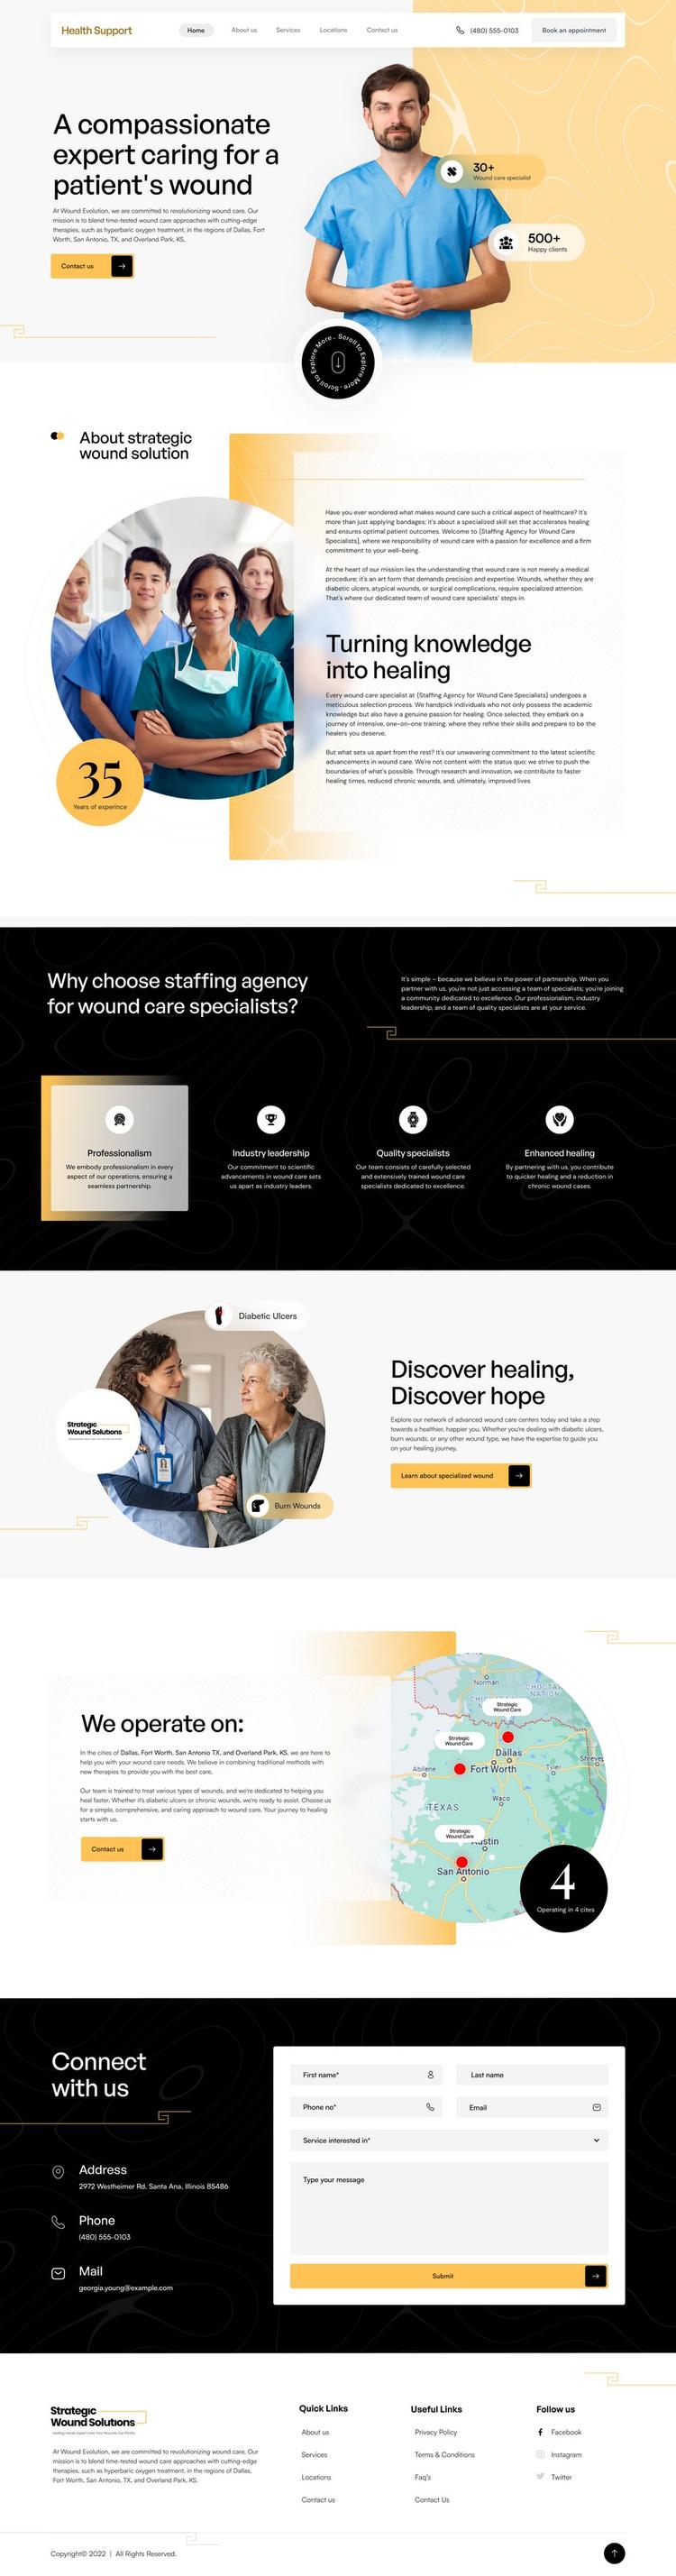 Health Support
Home
About us
Services
Locations
Contact us
(480) 555-0103
Book an appointment
A compassionate
expert caring for a
patient's wound
At Wound Evolution, we are committed to revolutionizing wound care. Our
mission is to blend time-tested wound care approaches with cutting-edge
therapies, such as hyperbaric oxygen treatment, in the regions of Dallas, Fort
Worth, San Antonio, TX, and Overland Park, KS.
Contact us
30+
Wound care specialist
500+
Happy clients
Scroll to Explore More . Scroll to Explore More .
About strategic
wound solution
Have you ever wondered what makes wound care such a critical aspect of healthcare? It's
more than just applying bandages; it's about a specialized skill set that accelerates healing
and ensures optimal patient outcomes. Welcome to {Staffing Agency for Wound Care
Specialists}, where we responsibility of wound care with a passion for excellence and a firm
commitment to your well-being.
At the heart of our mission lies the understanding that wound care is not merely a medical
procedure; it's an art form that demands precision and expertise. Wounds, whether they are
diabetic ulcers, atypical wounds, or surgical complications, require specialized attention.
That's where our dedicated team of wound care specialists' steps in.
Turning knowledge
into healing
Every wound care specialist at {Staffing Agency for Wound Care Specialists} undergoes a
meticulous selection process. We handpick individuals who not only possess the academic
knowledge but also have a genuine passion for healing. Once selected, they embark on a
journey of intensive, one-on-one training, where they refine their skills and prepare to be the
healers you deserve.
But what sets us apart from the rest? It's our unwavering commitment to the latest scientific
advancements in wound care. We're not content with the status quo; we strive to push the
boundaries of what's possible. Through research and innovation, we contribute to faster
healing times, reduced chronic wounds, and, ultimately, improved lives
35
Years of experince
Why choose staffing agency
for wound care specialists?
It's simple – because we believe in the power of partnership. When you
partner with us, you're not just accessing a team of specialists; you're joining
a community dedicated to excellence. Our professionalism, industry
leadership, and a team of quality specialists are at your service.
Professionalism
We embody professionalism in every
aspect of our operations, ensuring a
seamless partnership.
Industry leadership
Our commitment to scientific
advancements in wound care sets
us apart as industry leaders.
Quality specialists
Our team consists of carefully selected
and extensively trained wound care
specialists dedicated to excellence.
Enhanced healing
By partnering with us, you contribute
to quicker healing and a reduction in
chronic wound cases.
Diabetic Ulcers
Strategic
Wound Solutions
Burn Wounds
Discover healing,
Discover hope
Explore our network of advanced wound care centers today and take a step
towards a healthier, happier you. Whether you're dealing with diabetic ulcers,
burn wounds, or any other wound type, we have the expertise to guide you
on your healing journey.
Learn about specialized wound
We operate on:
In the cities of Dallas, Fort Worth, San Antonio TX, and Overland Park, KS, we are here to
help you with your wound care needs. We believe in combining traditional methods with
new therapies to provide you with the best care.
Our team is trained to treat various types of wounds, and we're dedicated to helping you
heal faster. Whether it's diabetic ulcers or chronic wounds, we're ready to assist. Choose us
for a simple, comprehensive, and caring approach to wound care. Your journey to healing
starts with us.
Contact us
Norman
CHOCTAW
NATION
Strategic
Wound Care
Dallas
Strategic
Wound Care
Abilene
Fort Worth
Tyler
Waco
TEXAS
Strategic
Wound Care
Austin
San Antonio
4
Operating in 4 cites
Connect
with us
Address
2972 Westheimer Rd. Santa Ana, Illinois 85486
Phone
(480) 555-0103
Mail
georgia.young@example.com
First name*
Last name
Phone no*
Email
Service interested in*
Type your message
Submit
Strategic
Wound Solutions
At Wound Evolution, we are committed to revolutionizing wound care. Our
mission is to blend time-tested wound care approaches with cutting-edge
therapies, such as hyperbaric oxygen treatment, in the regions of Dallas,
Fort Worth, San Antonio, TX, and Overland Park, KS.
Quick Links
About us
Services
Locations
Contact us
Useful Links
Privacy Policy
Terms & Conditions
Faq's
Contact Us
Follow us
Facebook
Instagram
Twitter
Copyright© 2022 | All Rights Reserved.